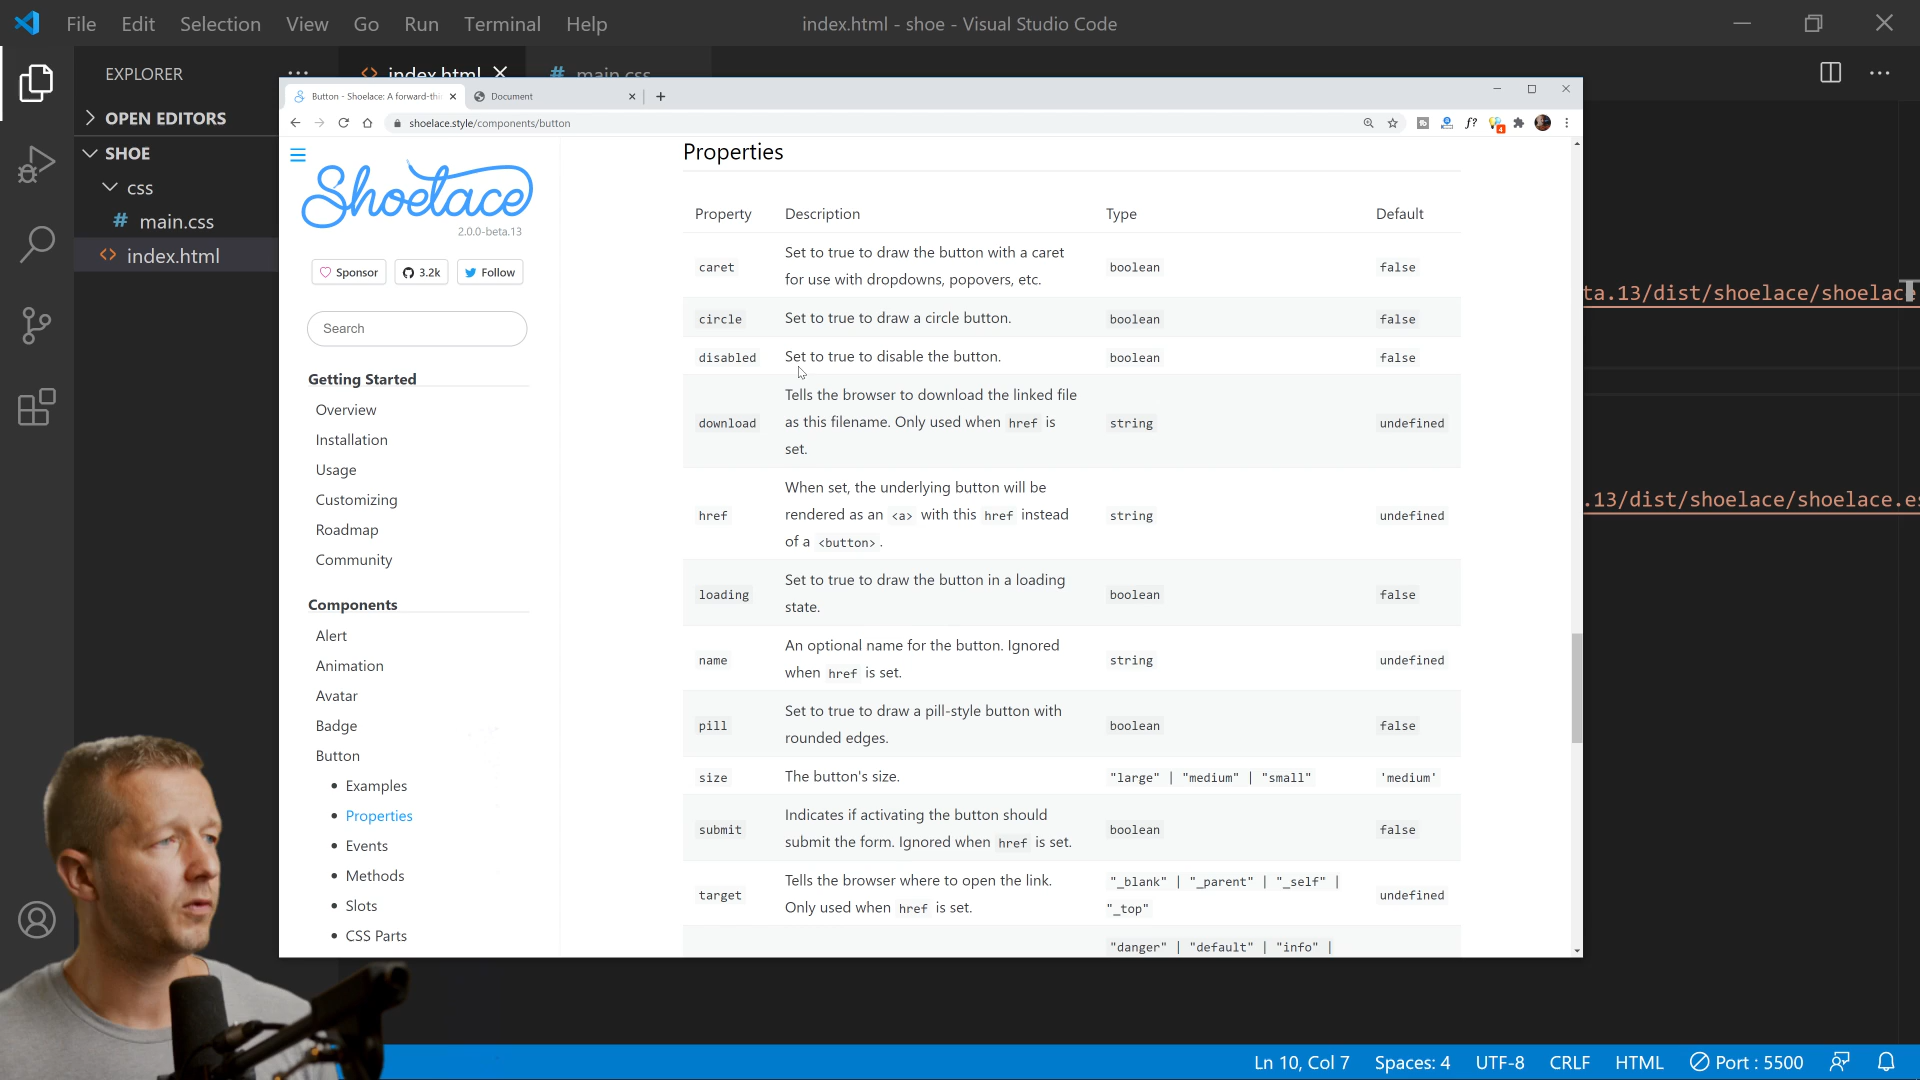 File Edit Selection View Go Run Terminal Help
index.html - shoe - Visual Studio Code
EXPLORER
index.html
main.css
OPEN EDITORS
SHOE
css
# main.css
index.html
Button - Shoelace: A forward-thi
Document
shoelace.style/components/button
Shoelace
2.0.0-beta.13
Sponsor
3.2k
Follow
Search
Getting Started
Overview
Installation
Usage
Customizing
Roadmap
Community
Components
Alert
Animation
Avatar
Badge
Button
• Examples
• Properties
• Events
• Methods
• Slots
• CSS Parts
Properties
Property Description Type Default
caret Set to true to draw the button with a caret boolean false
for use with dropdowns, popovers, etc.
circle Set to true to draw a circle button. boolean false
disabled Set to true to disable the button. boolean false
Tells the browser to download the linked file
download as this filename. Only used when href is string undefined
set.
When set, the underlying button will be
href rendered as an <a> with this href instead string undefined
of a <button> .
loading Set to true to draw the button in a loading boolean false
state.
name An optional name for the button. Ignored string undefined
when href is set.
pill Set to true to draw a pill-style button with boolean false
rounded edges.
size The button's size. "large" | "medium" | "small" 'medium'
submit Indicates if activating the button should boolean false
submit the form. Ignored when href is set.
target Tells the browser where to open the link. "_blank" | "_parent" | "_self" | undefined
Only used when href is set. "_top"
"danger" | "default" | "info" |
ta.13/dist/shoelace/shoelace
.13/dist/shoelace/shoelace.es
Ln 10, Col 7 Spaces: 4 UTF-8 CRLF HTML Port : 5500